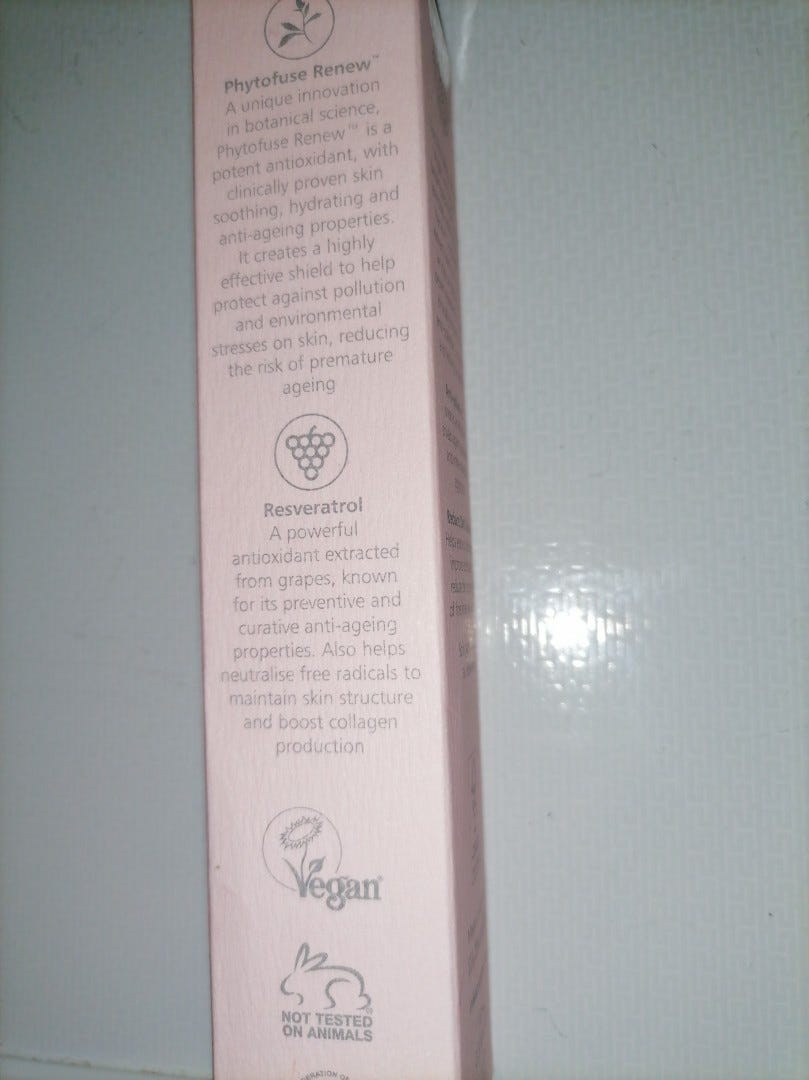 Phytofuse Renew™
A unique innovation
in botanical science,
Phytofuse Renew™ is a
potent antioxidant, with
clinically proven skin
soothing, hydrating and
anti-ageing properties.
It creates a highly
effective shield to help
protect against pollution
and environmental
stresses on skin, reducing
the risk of premature
ageing
Resveratrol
A powerful
antioxidant extracted
from grapes, known
for its preventive and
curative anti-ageing
properties. Also helps
neutralise free radicals to
maintain skin structure
and boost collagen
production
Vegan®
NOT TESTED
ON ANIMALS®